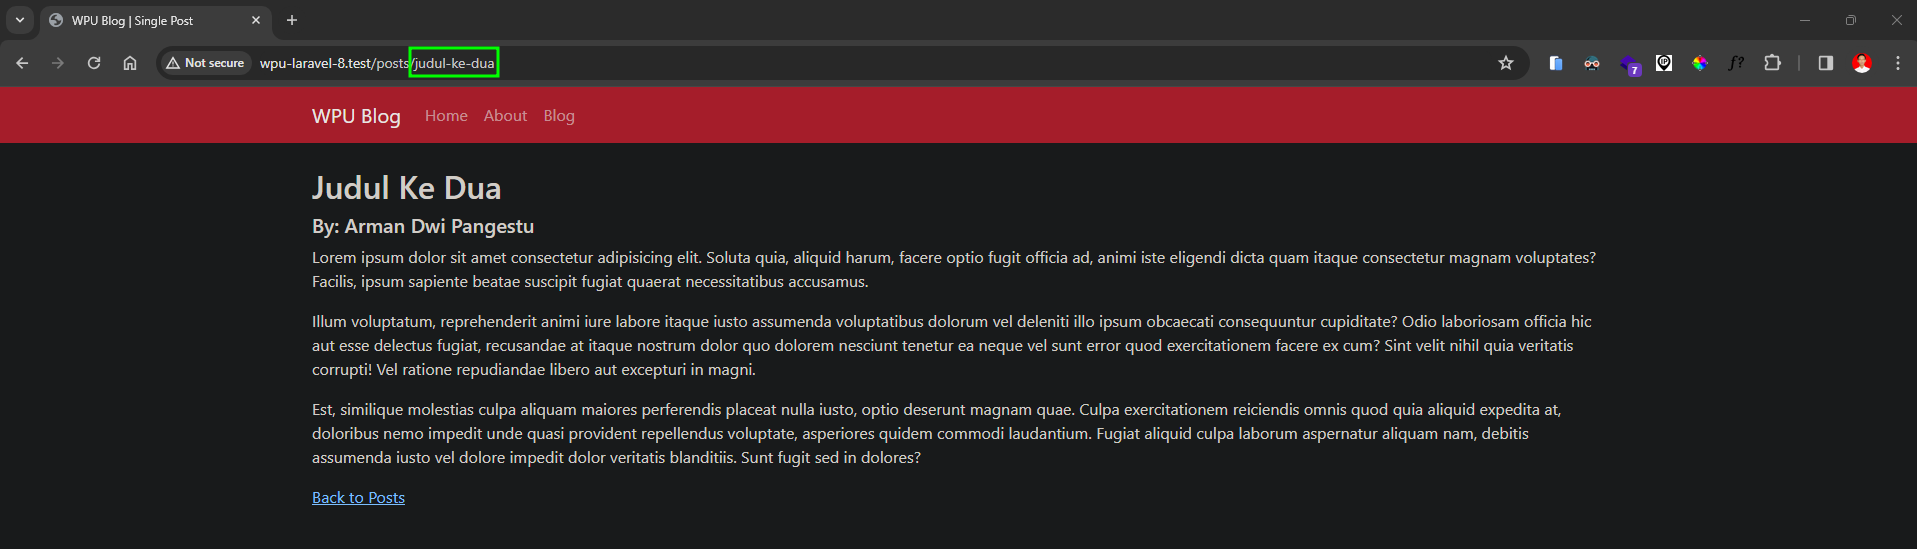 WPU Blog | Single Post
Not secure wpu-laravel-8.test/posts/judul-ke-dua
f?
7
WPU Blog Home About Blog
Judul Ke Dua
By: Arman Dwi Pangestu
Lorem ipsum dolor sit amet consectetur adipisicing elit. Soluta quia, aliquid harum, facere optio fugit officia ad, animi iste eligendi dicta quam itaque consectetur magnam voluptates?
Facilis, ipsum sapiente beatae suscipit fugiat quaerat necessitatibus accusamus.
Illum voluptatum, reprehenderit animi iure labore itaque iusto assumenda voluptatibus dolorum vel deleniti illo ipsum obcaecati consequuntur cupiditate? Odio laboriosam officia hic
aut esse delectus fugiat, recusandae at itaque nostrum dolor quo dolorem nesciunt tenetur ea neque vel sunt error quod exercitationem facere ex cum? Sint velit nihil quia veritatis
corrupti! Vel ratione repudiandae libero aut excepturi in magni.
Est, similique molestias culpa aliquam maiores perferendis placeat nulla iusto, optio deserunt magnam quae. Culpa exercitationem reiciendis omnis quod quia aliquid expedita at,
doloribus nemo impedit unde quasi provident repellendus voluptate, asperiores quidem commodi laudantium. Fugiat aliquid culpa laborum aspernatur aliquam nam, debitis
assumenda iusto vel dolore impedit dolor veritatis blanditiis. Sunt fugit sed in dolores?
Back to Posts